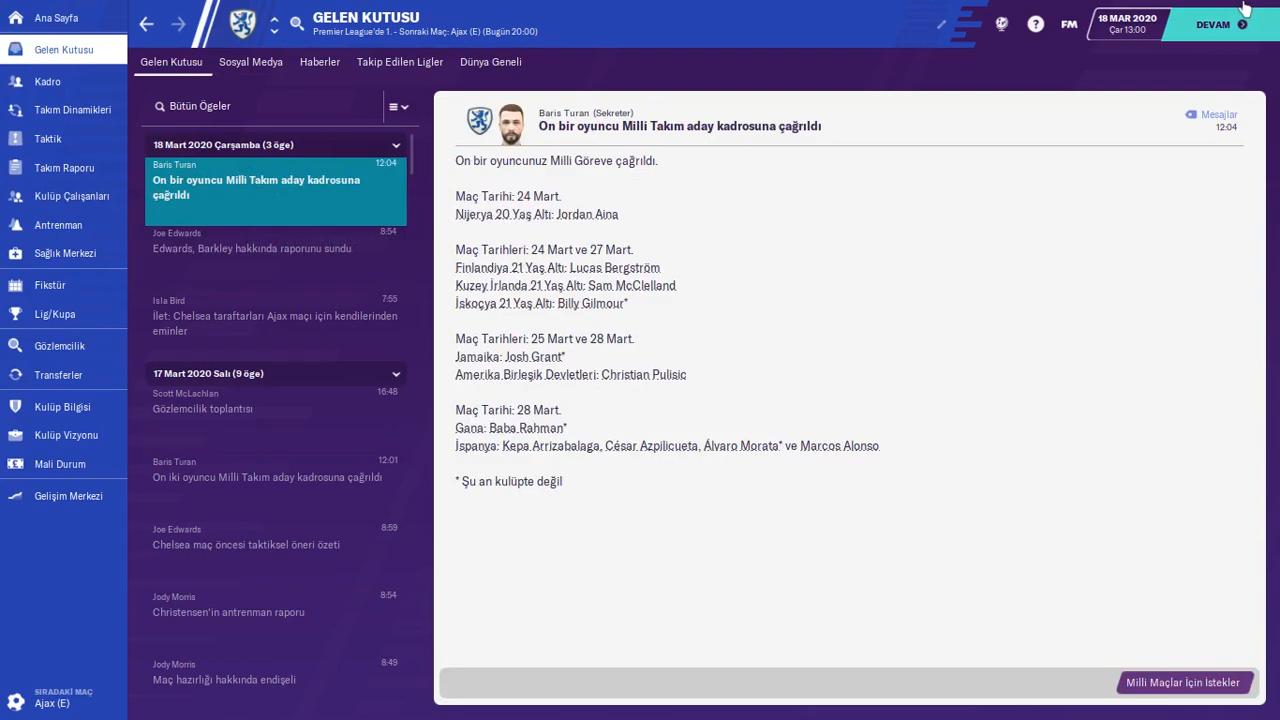 Ana Sayfa
Gelen Kutusu
Kadro
Takım Dinamikleri
Taktik
Takım Raporu
Kulüp Çalışanları
Antrenman
Sağlık Merkezi
Fikstür
Lig/Kupa
Gözlemcilik
Transferler
Kulüp Bilgisi
Kulüp Vizyonu
Mali Durum
Gelişim Merkezi
SIRADAKİ MAÇ
Ajax (E)
GELEN KUTUSU
Premier League'de 1. - Sonraki Maç: Ajax (E) (Bugün 20:00)
?
FM
18 MAR 2020
Çar 13:00
DEVAM
Gelen Kutusu
Sosyal Medya
Haberler
Takip Edilen Ligler
Dünya Geneli
Bütün Ögeler
18 Mart 2020 Çarşamba (3 öge)
Baris Turan 12:04
On bir oyuncu Milli Takım aday kadrosuna
çağrıldı
Joe Edwards 8:54
Edwards, Barkley hakkında raporunu sundu
Isla Bird 7:55
İlet: Chelsea taraftarları Ajax maçı için kendilerinden
eminler
17 Mart 2020 Salı (9 öge)
Scott McLachlan 16:48
Gözlemcilik toplantısı
Baris Turan 12:01
On iki oyuncu Milli Takım aday kadrosuna çağrıldı
Joe Edwards 8:59
Chelsea maç öncesi taktiksel öneri özeti
Jody Morris 8:54
Christensen'in antrenman raporu
Jody Morris 8:49
Maç hazırlığı hakkında endişeli
Baris Turan (Sekreter)
On bir oyuncu Milli Takım aday kadrosuna çağrıldı
Mesajlar
12:04
On bir oyuncunuz Milli Göreve çağrıldı.
Maç Tarihi: 24 Mart.
Nijerya 20 Yaş Altı: Jordan Aina
Maç Tarihleri: 24 Mart ve 27 Mart.
Finlandiya 21 Yaş Altı: Lucas Bergström
Kuzey İrlanda 21 Yaş Altı: Sam McClelland
İskoçya 21 Yaş Altı: Billy Gilmour*
Maç Tarihleri: 25 Mart ve 28 Mart.
Jamaika: Josh Grant*
Amerika Birleşik Devletleri: Christian Pulisic
Maç Tarihi: 28 Mart.
Gana: Baba Rahman*
İspanya: Kepa Arrizabalaga, César Azpilicueta, Álvaro Morata* ve Marcos Alonso
* Şu an kulüpte değil
Milli Maçlar İçin İstekler